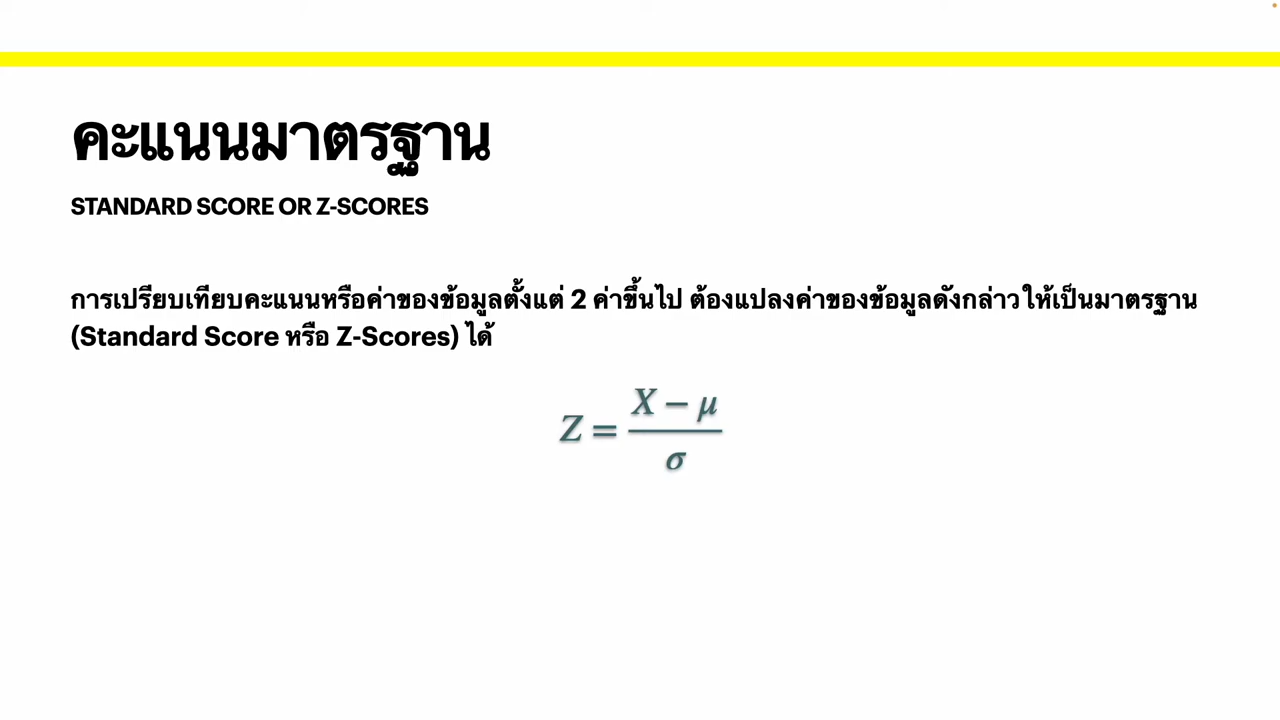 คะแนนมาตรฐาน
STANDARD SCORE OR Z-SCORES
การเปรียบเทียบคะแนนหรือค่าของข้อมูลตั้งแต่ 2 ค่าขึ้นไป ต้องแปลงค่าของข้อมูลดังกล่าวให้เป็นมาตรฐาน
(Standard Score หรือ Z-Scores) ได้
Z = (X − μ) / σ